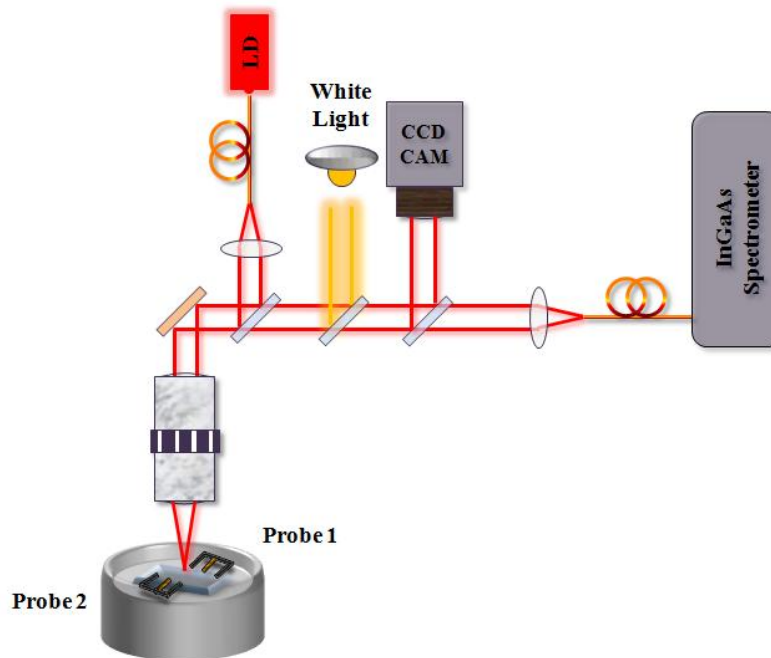 LD
White
Light
CCD
CAM
InGaAs
Spectrometer
Probe 1
Probe 2